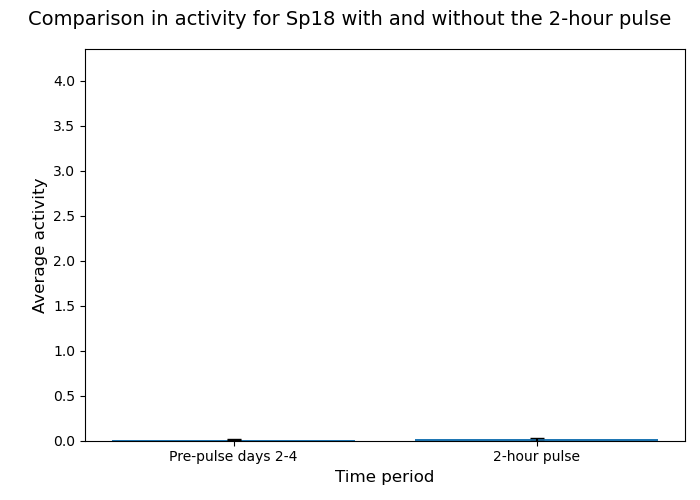 Comparison in activity for Sp18 with and without the 2-hour pulse
4.0
3.5
3.0
2.5
2.0
1.5
1.0
0.5
0.0
Average activity
Pre-pulse days 2-4
2-hour pulse
Time period